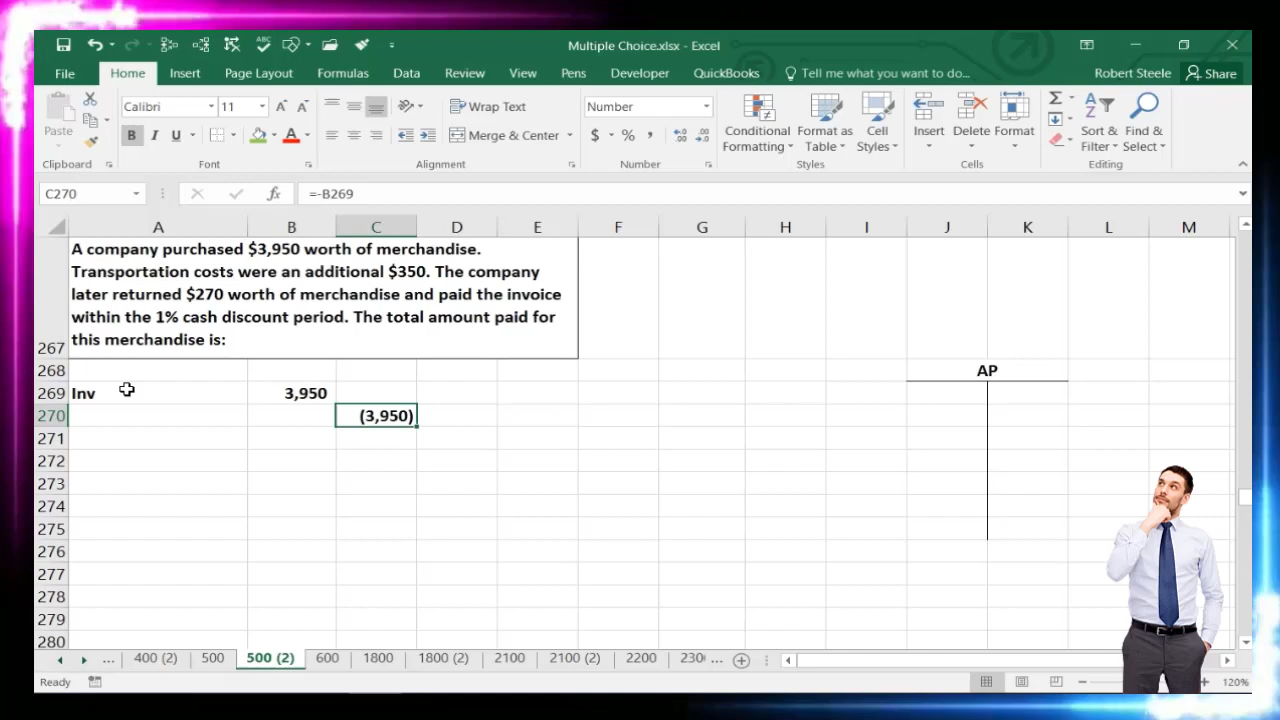 Multiple Choice.xlsx - Excel
File Home Insert Page Layout Formulas Data Review View Pens Developer QuickBooks Tell me what you want to do... Robert Steele Share
Calibri 11 Wrap Text Number
Paste B I U Merge & Center $ % , Conditional Formatting Format as Table Cell Styles Insert Delete Format Sort & Filter Find & Select
Clipboard Font Alignment Number Styles Cells Editing
C270 fx =-B269
A B C D E F G H I J K L M
A company purchased $3,950 worth of merchandise.
Transportation costs were an additional $350. The company
later returned $270 worth of merchandise and paid the invoice
within the 1% cash discount period. The total amount paid for
267 this merchandise is:
268 AP
269 Inv 3,950
270 (3,950)
271
272
273
274
275
276
277
278
279
280
... 400 (2) 500 500 (2) 600 1800 1800 (2) 2100 2100 (2) 2200 230 ...
Ready 120%